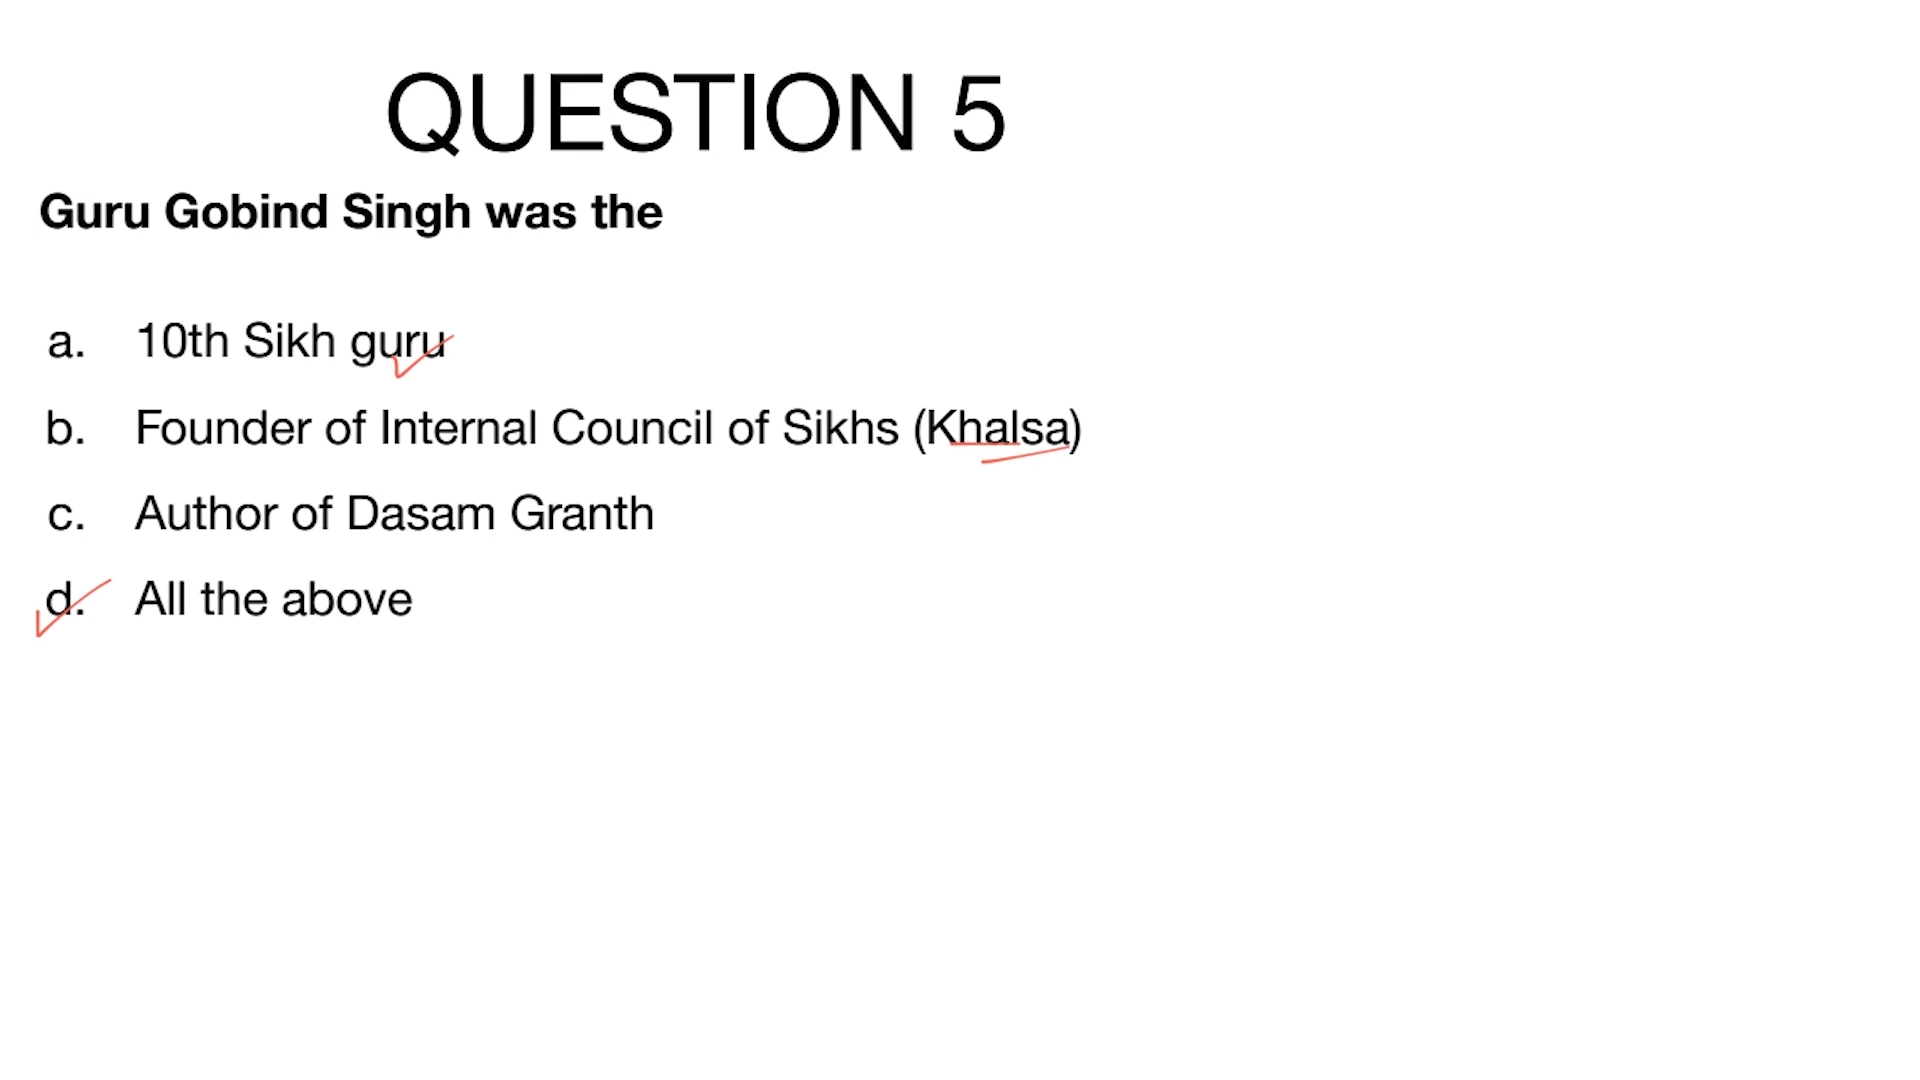 QUESTION 5
Guru Gobind Singh was the
a. 10th Sikh guru
b. Founder of Internal Council of Sikhs (Khalsa)
c. Author of Dasam Granth
d. All the above